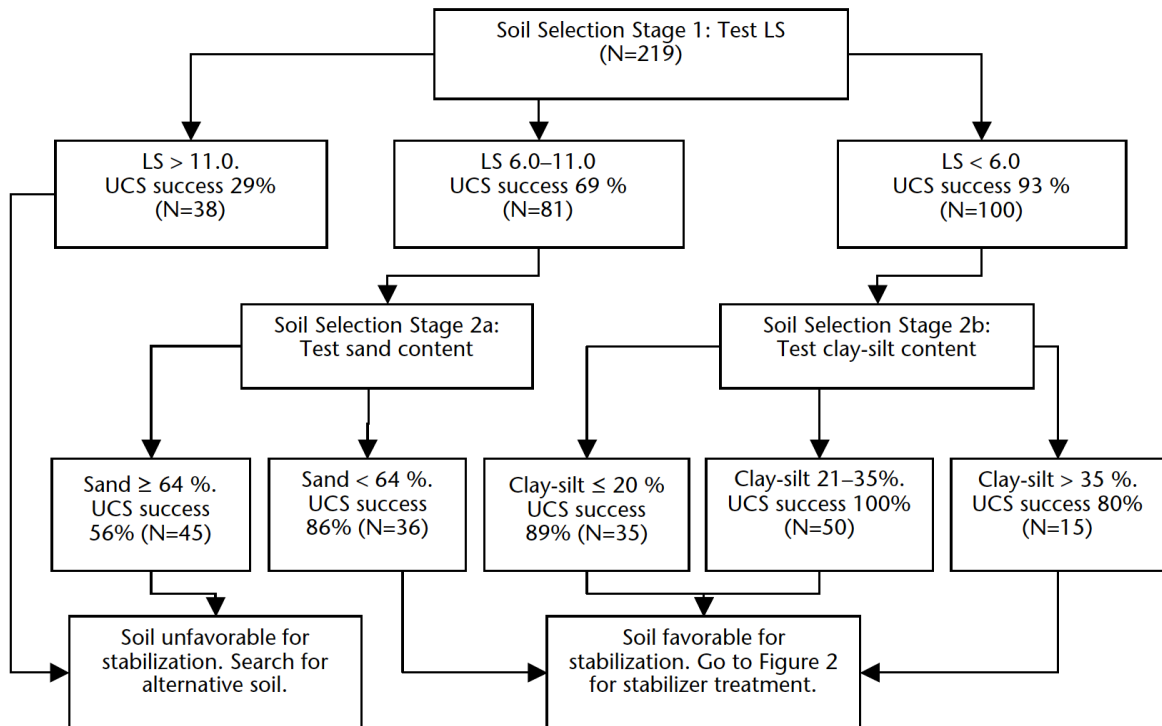 Soil Selection Stage 1: Test LS
(N=219)
LS > 11.0.
UCS success 29%
(N=38)
LS 6.0–11.0
UCS success 69 %
(N=81)
LS < 6.0
UCS success 93 %
(N=100)
Soil Selection Stage 2a:
Test sand content
Soil Selection Stage 2b:
Test clay-silt content
Sand ≥ 64 %.
UCS success
56% (N=45)
Sand < 64 %.
UCS success
86% (N=36)
Clay-silt ≤ 20 %
UCS success
89% (N=35)
Clay-silt 21–35%.
UCS success 100%
(N=50)
Clay-silt > 35 %.
UCS success 80%
(N=15)
Soil unfavorable for
stabilization. Search for
alternative soil.
Soil favorable for
stabilization. Go to Figure 2
for stabilizer treatment.